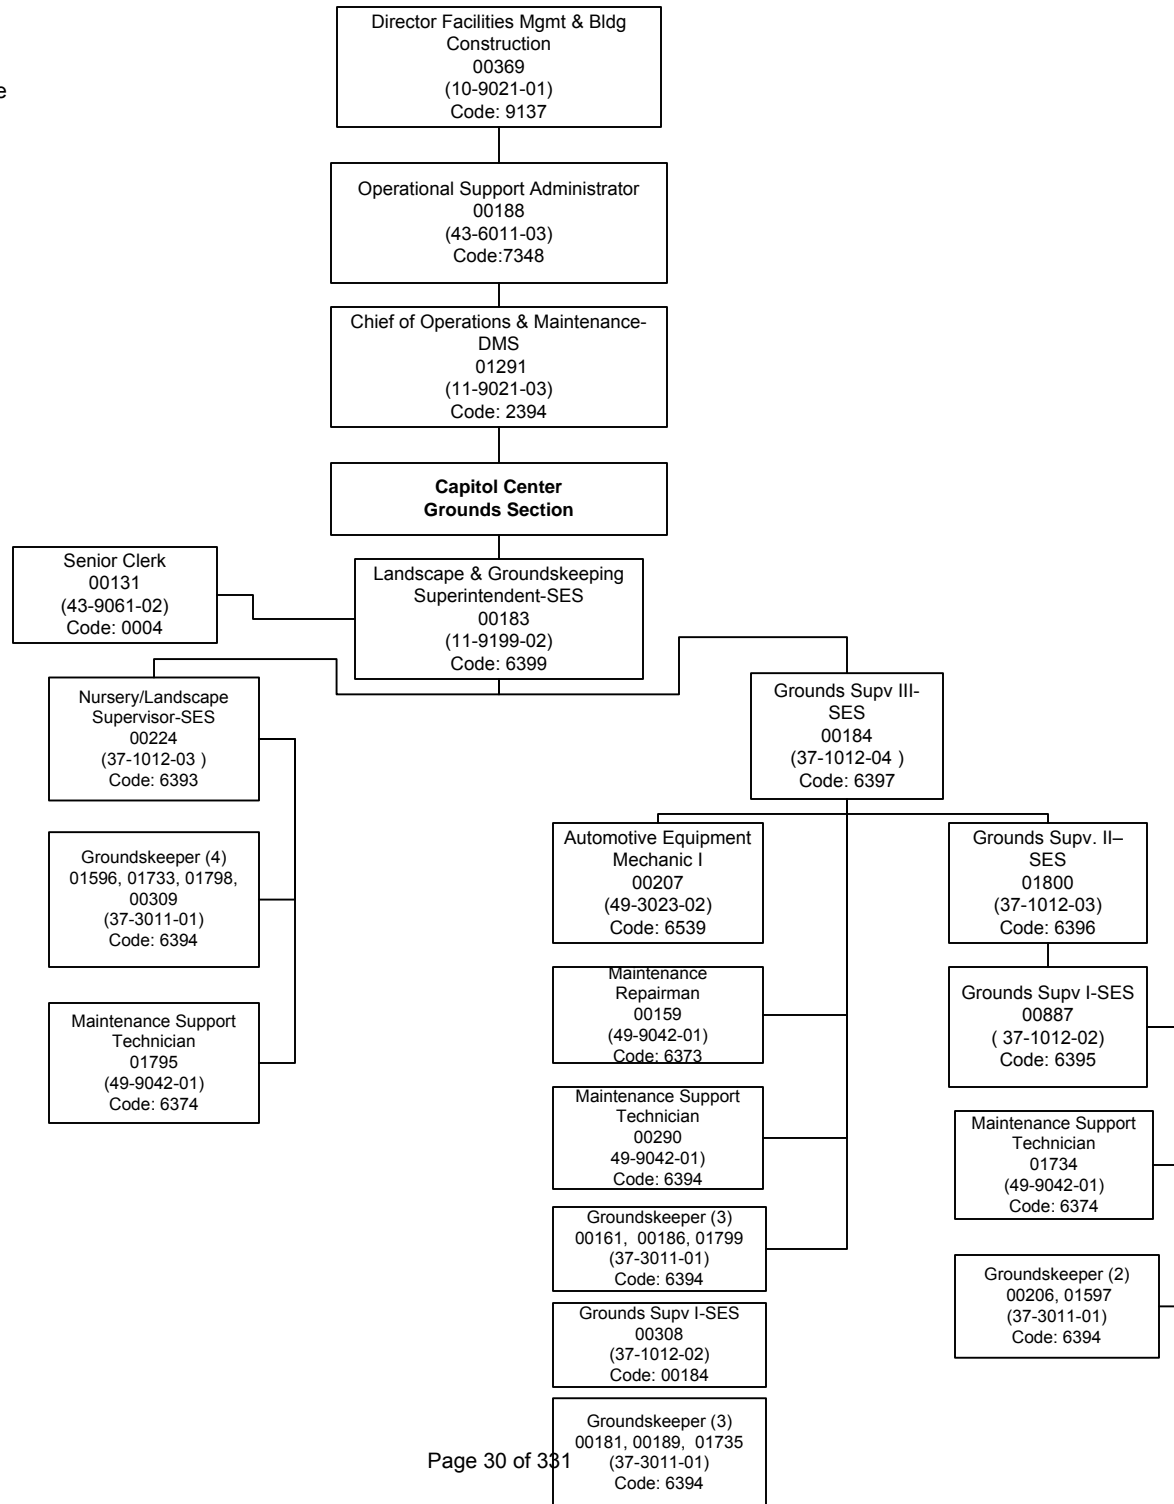 Director Facilities Mgmt & Bldg
Construction
00369
(10-9021-01)
Code: 9137
e
Operational Support Administrator
00188
(43-6011-03)
Code:7348
Chief of Operations & Maintenance-
DMS
01291
(11-9021-03)
Code: 2394
Capitol Center
Grounds Section
Senior Clerk
00131
(43-9061-02)
Code: 0004
Landscape & Groundskeeping
Superintendent-SES
00183
(11-9199-02)
Code: 6399
Nursery/Landscape
Supervisor-SES
00224
(37-1012-03 )
Code: 6393
Groundskeeper (4)
01596, 01733, 01798,
00309
(37-3011-01)
Code: 6394
Maintenance Support
Technician
01795
(49-9042-01)
Code: 6374
Grounds Supv III-
SES
00184
(37-1012-04 )
Code: 6397
Automotive Equipment
Mechanic I
00207
(49-3023-02)
Code: 6539
Maintenance
Repairman
00159
(49-9042-01)
Code: 6373
Maintenance Support
Technician
00290
49-9042-01)
Code: 6394
Groundskeeper (3)
00161,  00186, 01799
(37-3011-01)
Code: 6394
Grounds Supv I-SES
00308
(37-1012-02)
Code: 00184
Groundskeeper (3)
00181, 00189,  01735
(37-3011-01)
Code: 6394
Grounds Supv. II–
SES
01800
(37-1012-03)
Code: 6396
Grounds Supv I-SES
00887
( 37-1012-02)
Code: 6395
Maintenance Support
Technician
01734
(49-9042-01)
Code: 6374
Groundskeeper (2)
00206, 01597
(37-3011-01)
Code: 6394
Page 30 of 331